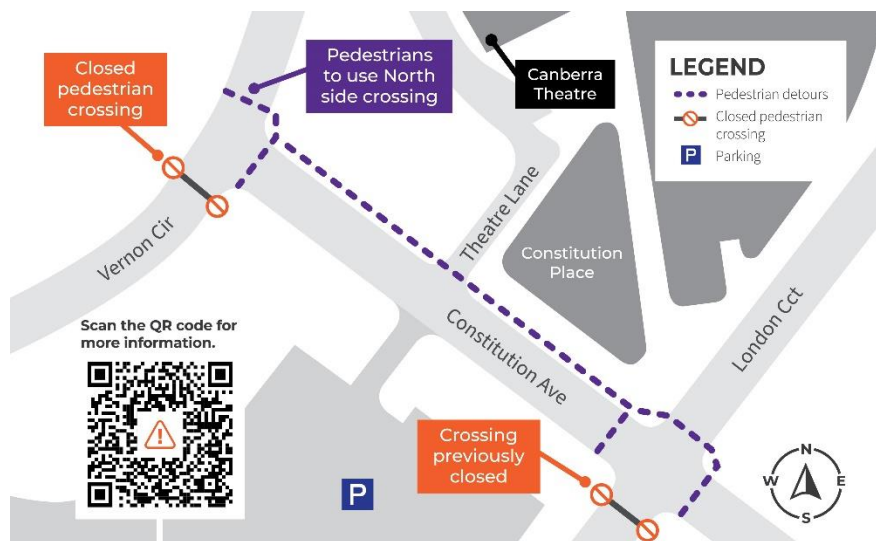 Closed
pedestrian
crossing
Pedestrians
to use North
side crossing
Canberra
Theatre
LEGEND
Pedestrian detours
Closed pedestrian
crossing
P
Parking
Vernon Cir
Theatre Lane
Constitution
Place
London Cct
Constitution Ave
Scan the QR code for
more information.
!
P
Crossing
previously
closed
N
W
E
S